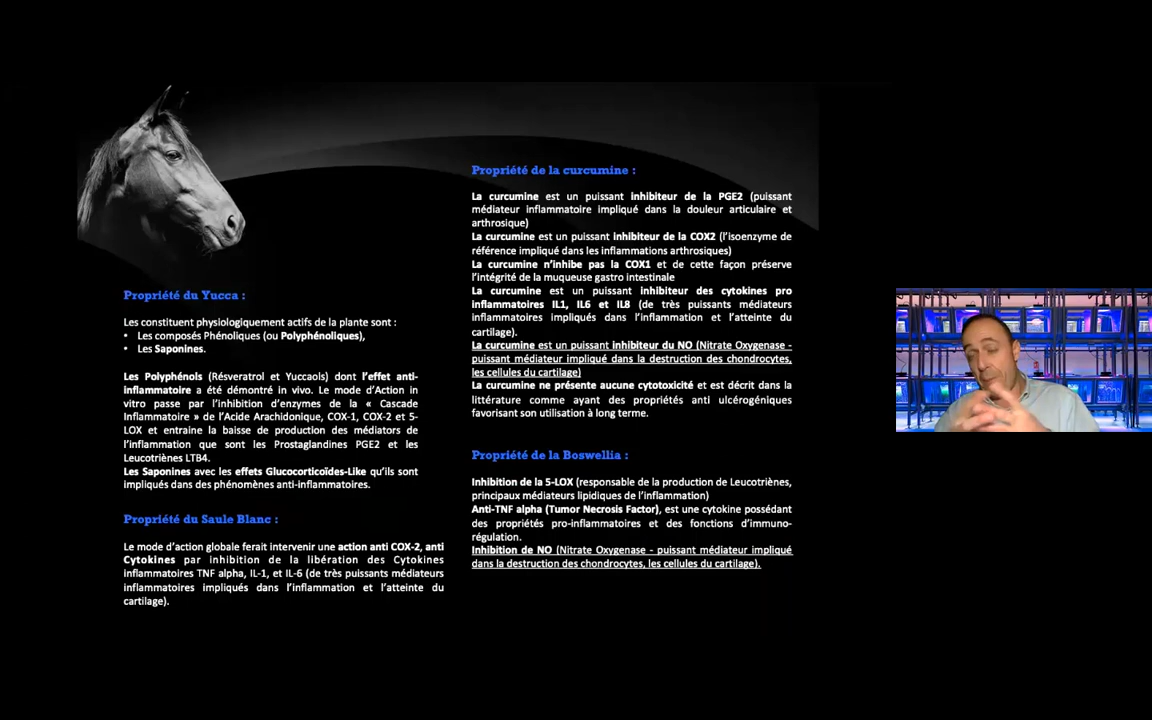 Propriété du Yucca :
Les constituent physiologiquement actifs de la plante sont :
• Les composés Phénoliques (ou Polyphénoliques),
• Les Saponines.
Les Polyphénols (Résveratrol et Yuccaols) dont l'effet anti-
inflammatoire a été démontré in vivo. Le mode d'Action in
vitro passe par l'inhibition d'enzymes de la « Cascade
Inflammatoire » de l'Acide Arachidonique, COX-1, COX-2 et 5-
LOX et entraine la baisse de production des médiators de
l'inflammation que sont les Prostaglandines PGE2 et les
Leucotriènes LTB4.
Les Saponines avec les effets Glucocorticoïdes-Like qu'ils sont
impliqués dans des phénomènes anti-inflammatoires.
Propriété du Saule Blanc :
Le mode d'action globale ferait intervenir une action anti COX-2, anti
Cytokines par inhibition de la libération des Cytokines
inflammatoires TNF alpha, IL-1, et IL-6 (de très puissants médiateurs
inflammatoires impliqués dans l'inflammation et l'atteinte du
cartilage).
Propriété de la curcumine :
La curcumine est un puissant inhibiteur de la PGE2 (puissant
médiateur inflammatoire impliqué dans la douleur articulaire et
arthrosique)
La curcumine est un puissant inhibiteur de la COX2 (l'isoenzyme de
référence impliqué dans les inflammations arthrosiques)
La curcumine n'inhibe pas la COX1 et de cette façon préserve
l'intégrité de la muqueuse gastro intestinale
La curcumine est un puissant inhibiteur des cytokines pro
inflammatoires IL1, IL6 et IL8 (de très puissants médiateurs
inflammatoires impliqués dans l'inflammation et l'atteinte du
cartilage).
La curcumine est un puissant inhibiteur du NO (Nitrate Oxygenase -
puissant médiateur impliqué dans la destruction des chondrocytes,
les cellules du cartilage)
La curcumine ne présente aucune cytotoxicité et est décrit dans la
littérature comme ayant des propriétés anti ulcérogéniques
favorisant son utilisation à long terme.
Propriété de la Boswellia :
Inhibition de la 5-LOX (responsable de la production de Leucotriènes,
principaux médiateurs lipidiques de l'inflammation)
Anti-TNF alpha (Tumor Necrosis Factor), est une cytokine possédant
des propriétés pro-inflammatoires et des fonctions d'immuno-
régulation.
Inhibition de NO (Nitrate Oxygenase - puissant médiateur impliqué
dans la destruction des chondrocytes, les cellules du cartilage).